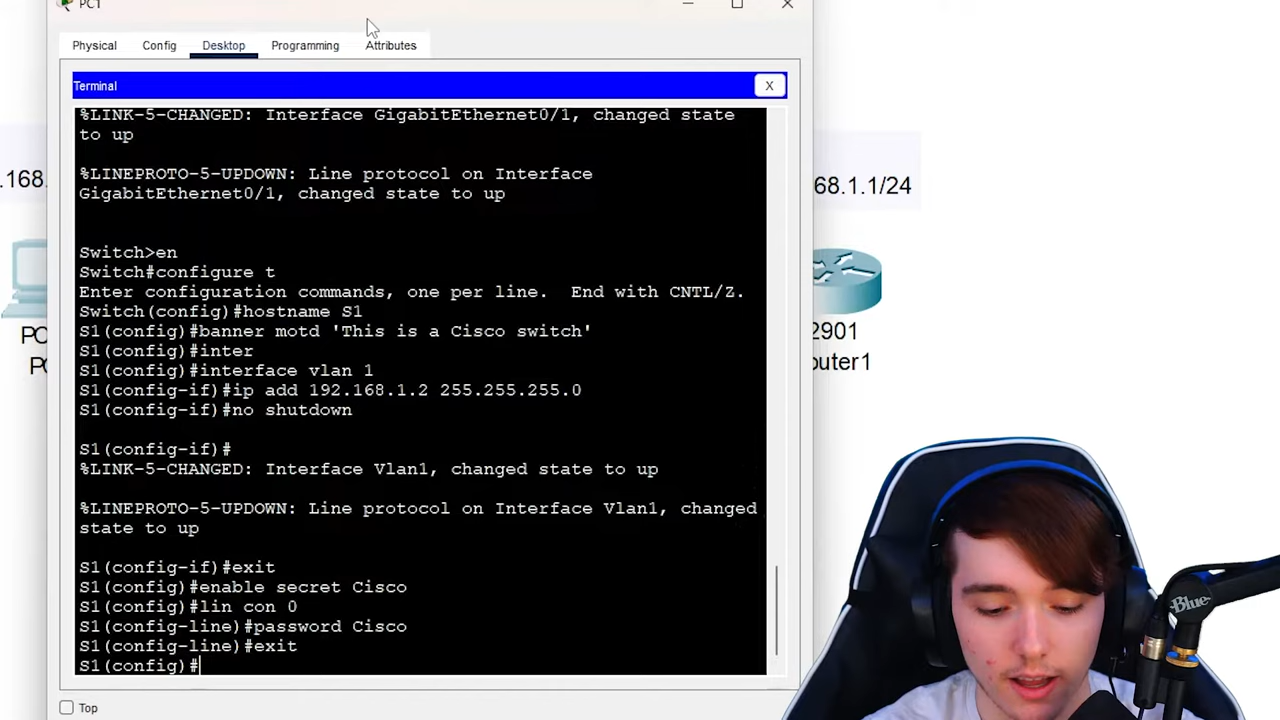 PC1
Physical
Config
Desktop
Programming
Attributes
Terminal
X
%LINK-5-CHANGED: Interface GigabitEthernet0/1, changed state
to up
%LINEPROTO-5-UPDOWN: Line protocol on Interface
GigabitEthernet0/1, changed state to up
Switch>en
Switch#configure t
Enter configuration commands, one per line.  End with CNTL/Z.
Switch(config)#hostname S1
S1(config)#banner motd 'This is a Cisco switch'
S1(config)#inter
S1(config)#interface vlan 1
S1(config-if)#ip add 192.168.1.2 255.255.255.0
S1(config-if)#no shutdown
S1(config-if)#
%LINK-5-CHANGED: Interface Vlan1, changed state to up
%LINEPROTO-5-UPDOWN: Line protocol on Interface Vlan1, changed
state to up
S1(config-if)#exit
S1(config)#enable secret Cisco
S1(config)#lin con 0
S1(config-line)#password Cisco
S1(config-line)#exit
S1(config)#
Top
.168.
PC
PC
68.1.1/24
2901
outer1
Blue